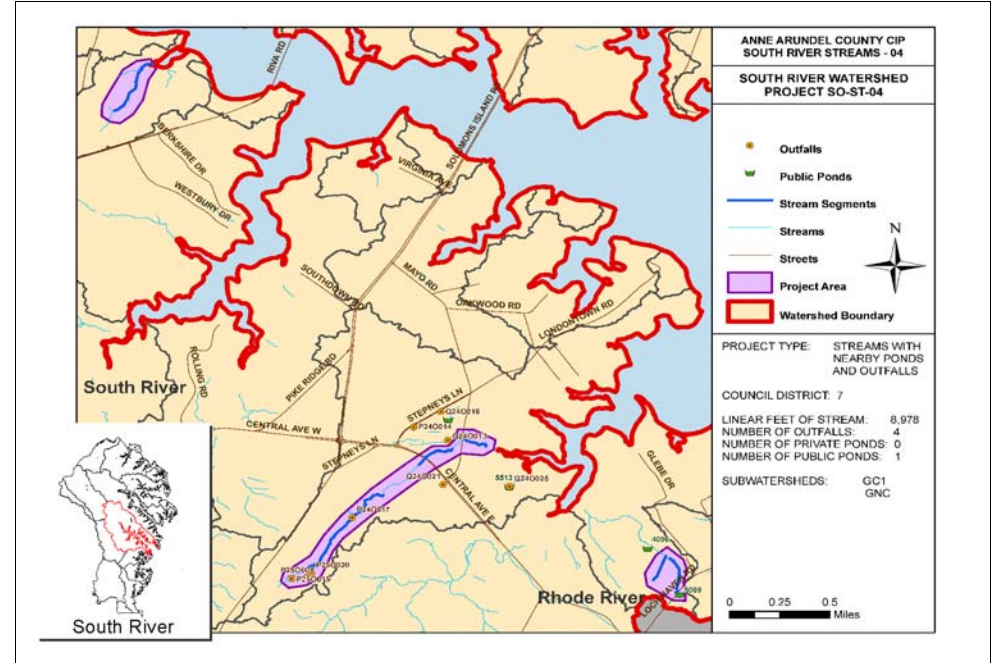 ANNE ARUNDEL COUNTY CIP
SOUTH RIVER STREAMS - 04
SOUTH RIVER WATERSHED
PROJECT SO-ST-04
Outfalls
Public Ponds
Stream Segments
Streams
Streets
Project Area
Watershed Boundary
N
PROJECT TYPE: STREAMS WITH
NEARBY PONDS
AND OUTFALLS
COUNCIL DISTRICT: 7
LINEAR FEET OF STREAM: 8,978
NUMBER OF OUTFALLS: 4
NUMBER OF PRIVATE PONDS: 0
NUMBER OF PUBLIC PONDS: 1
SUBWATERSHEDS: GC1
GNC
0 0.25 0.5
Miles
RIVA RD
BERKSHIRE DR
WESTBURY DR
VIRGINIA AVE
SOLOMONS ISLAND
SOUTHDOWN RD
MAYO RD
OAKWOOD RD
LONDONTOWN RD
ROLLING RD
PIKE RIDGE RD
South River
STEPNEYS LN
CENTRAL AVE W
STEPNEYS LN
Q24O016
P24O014
Q24O021
CENTRAL AVE E
Q24O025
P24O017
GLEBE DR
Rhode River
South River